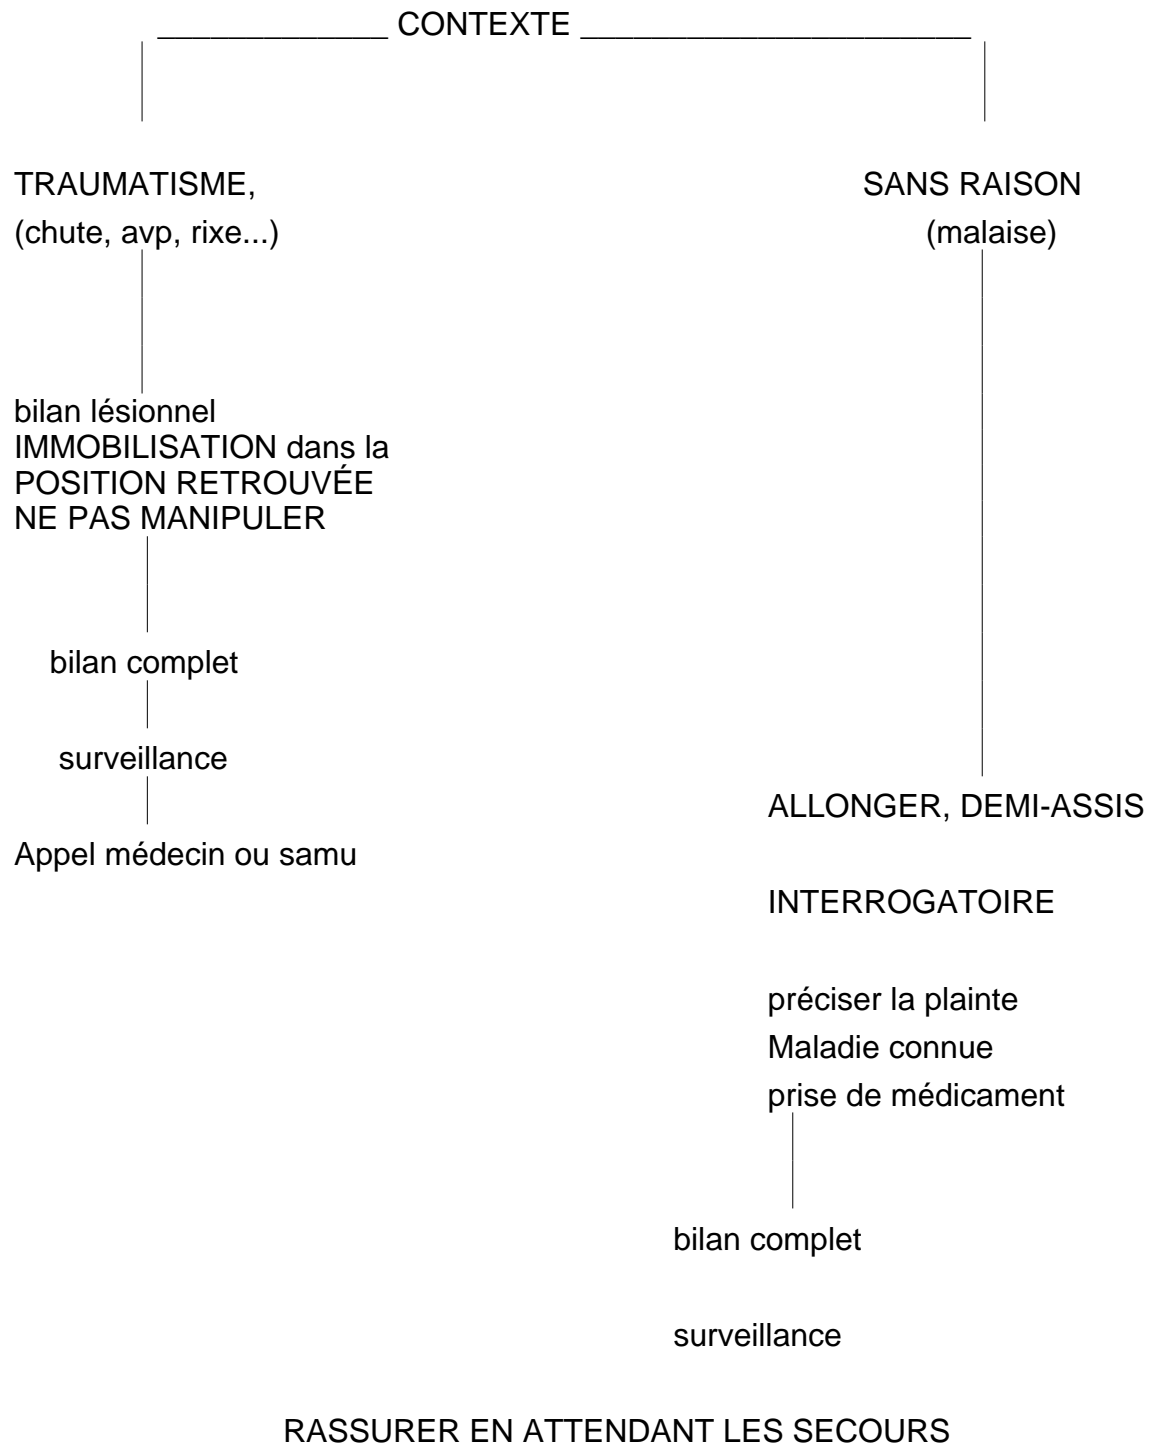 _____________ CONTEXTE ______________________
TRAUMATISME,
(chute, avp, rixe...)
SANS RAISON
(malaise)
bilan lésionnel
IMMOBILISATION dans la
POSITION RETROUVÉE
NE PAS MANIPULER
bilan complet
surveillance
Appel médecin ou samu
ALLONGER, DEMI-ASSIS
INTERROGATOIRE
préciser la plainte
Maladie connue
prise de médicament
bilan complet
surveillance
RASSURER EN ATTENDANT LES SECOURS